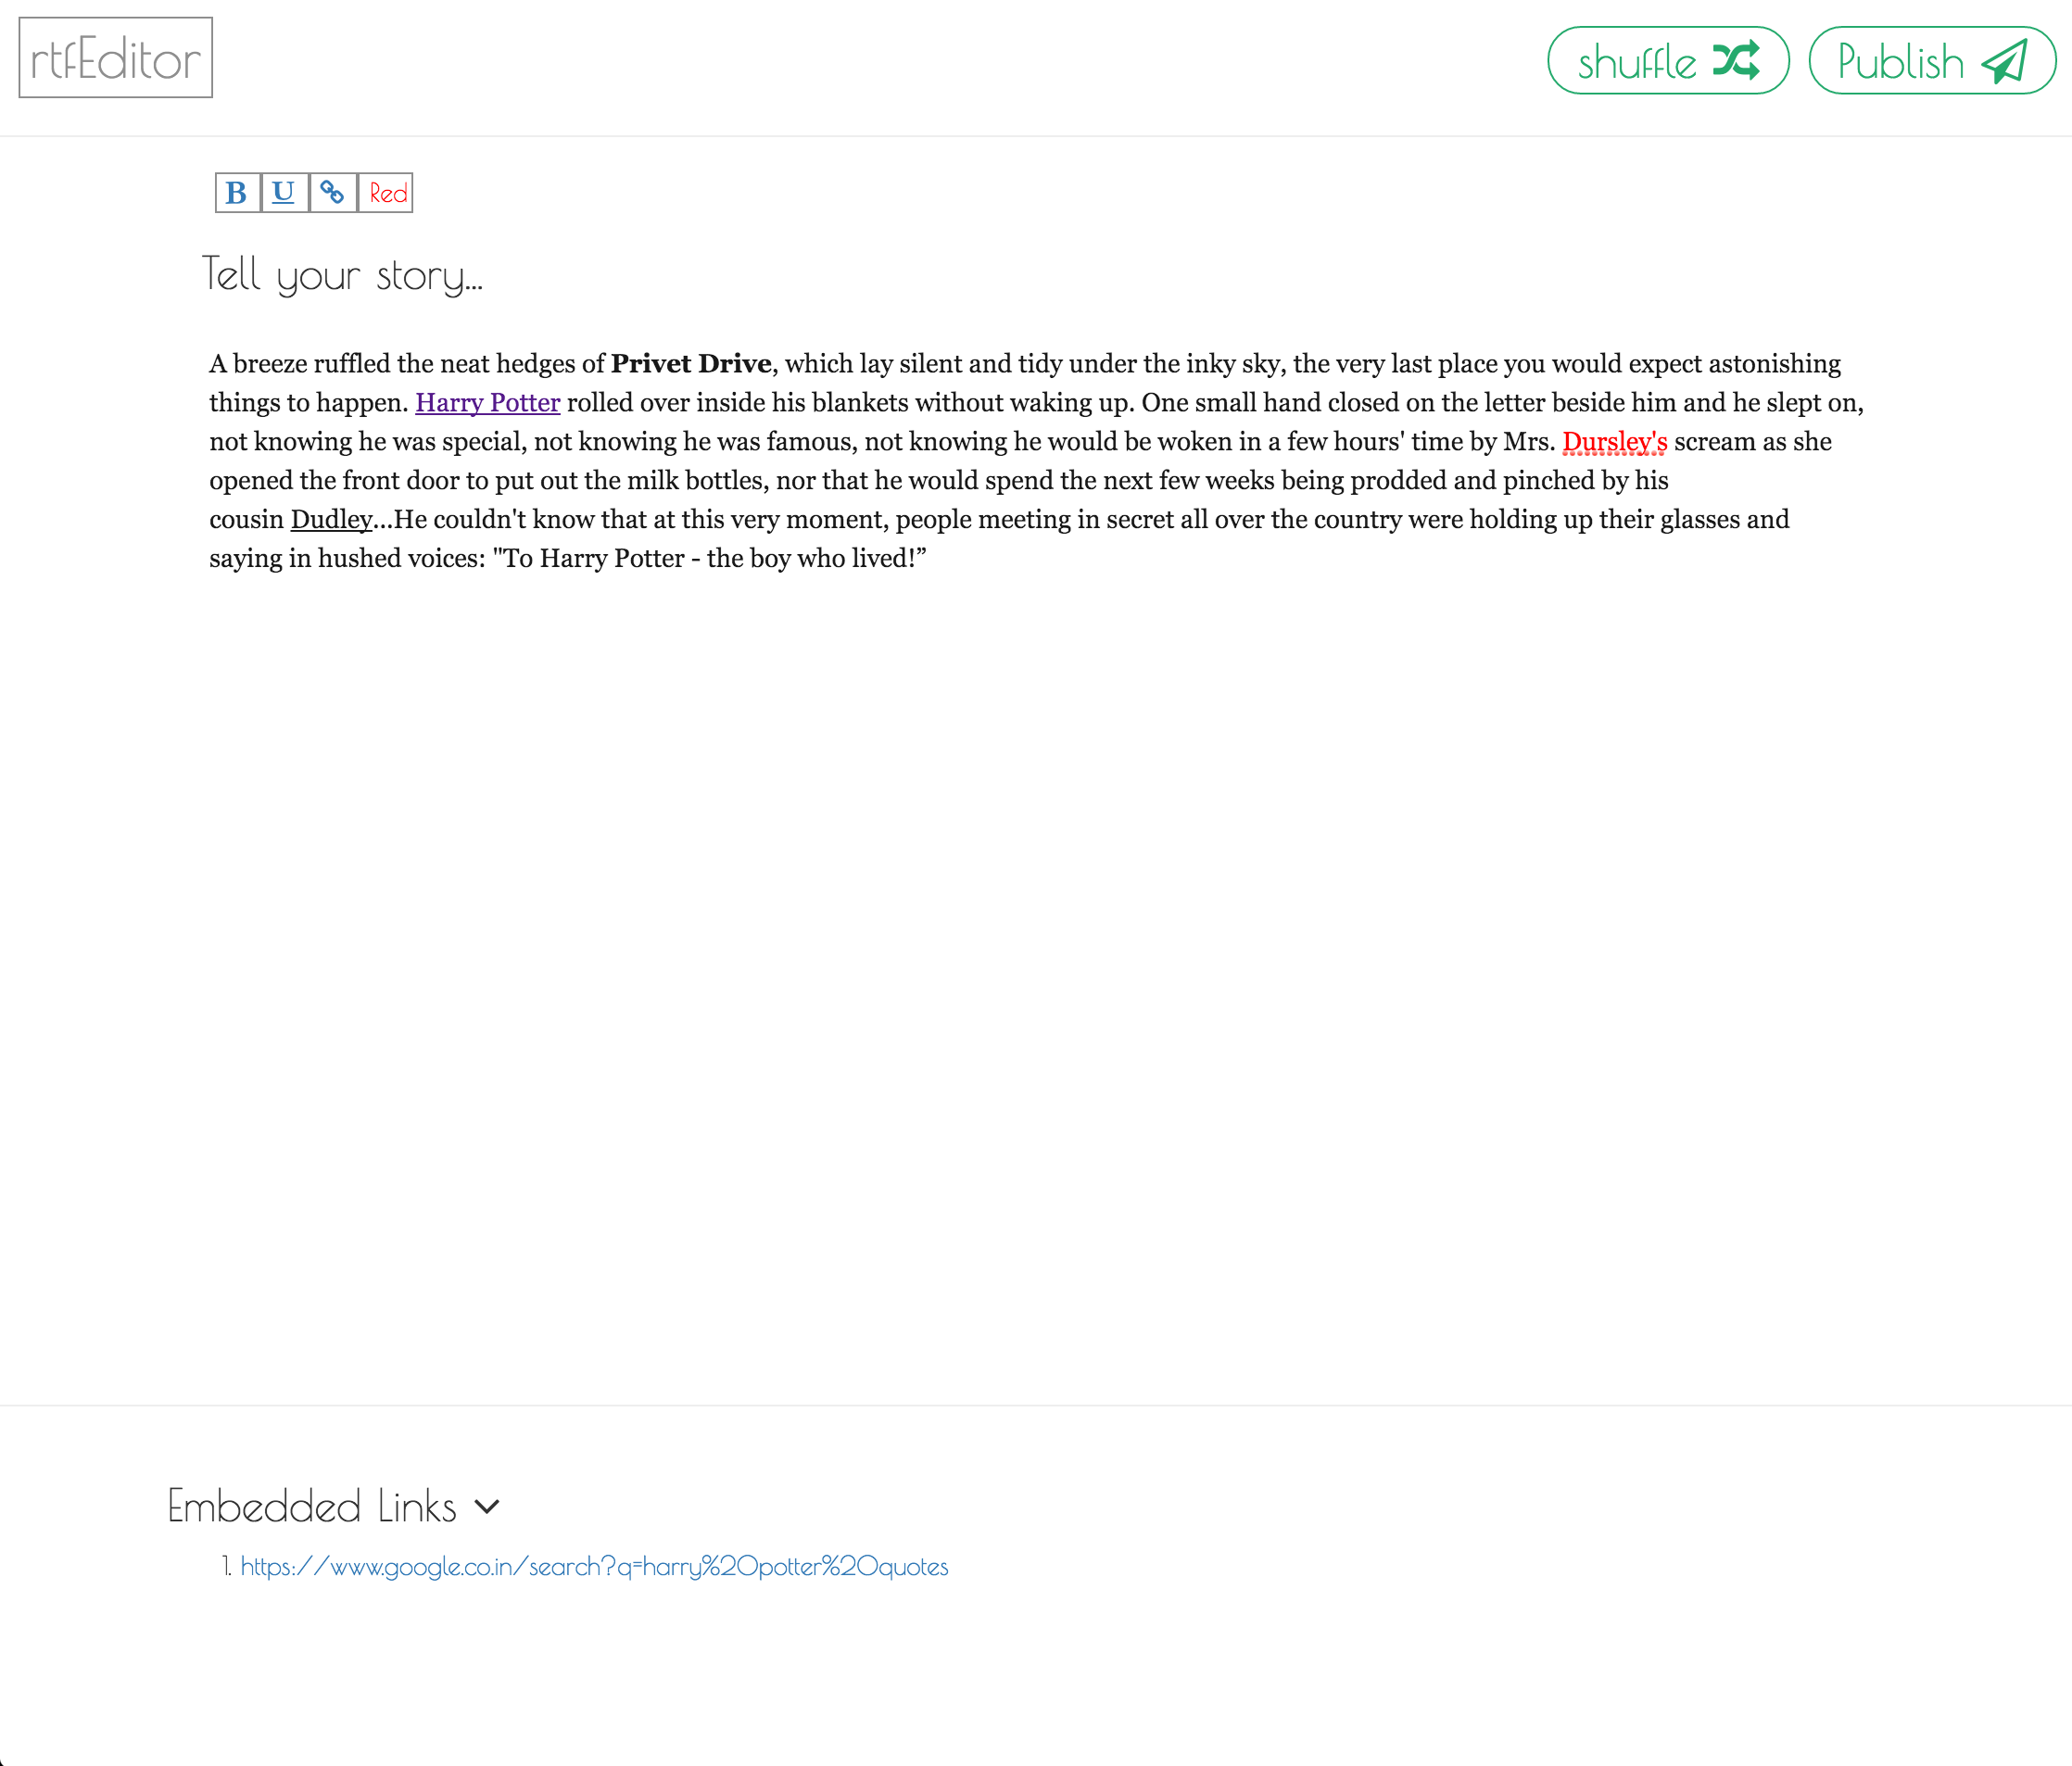 rtfEditor
shuffle
Publish
B U Red
Tell your story...
A breeze ruffled the neat hedges of Privet Drive, which lay silent and tidy under the inky sky, the very last place you would expect astonishing
things to happen. Harry Potter rolled over inside his blankets without waking up. One small hand closed on the letter beside him and he slept on,
not knowing he was special, not knowing he was famous, not knowing he would be woken in a few hours' time by Mrs. Dursley's scream as she
opened the front door to put out the milk bottles, nor that he would spend the next few weeks being prodded and pinched by his
cousin Dudley...He couldn't know that at this very moment, people meeting in secret all over the country were holding up their glasses and
saying in hushed voices: "To Harry Potter - the boy who lived!”
Embedded Links
1. https://www.google.co.in/search?q=harry%20potter%20quotes